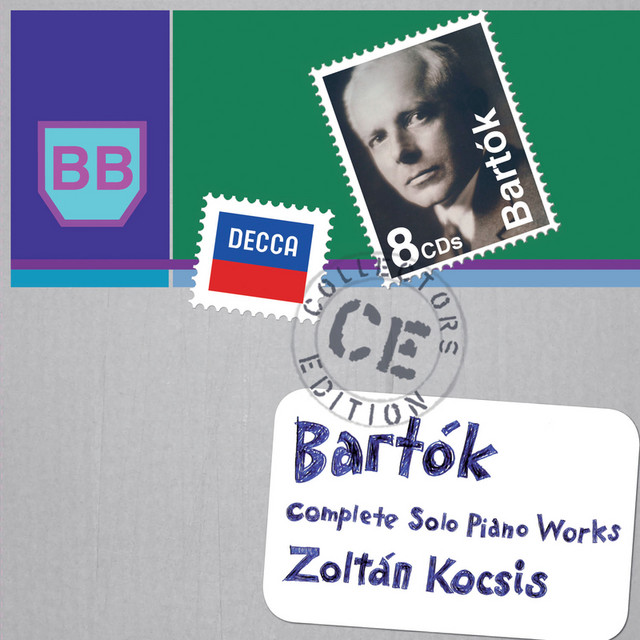 BB
Bartók
8 CDs
DECCA
COLLECTORS
CE
EDITION
Bartók
Complete Solo Piano Works
Zoltán Kocsis